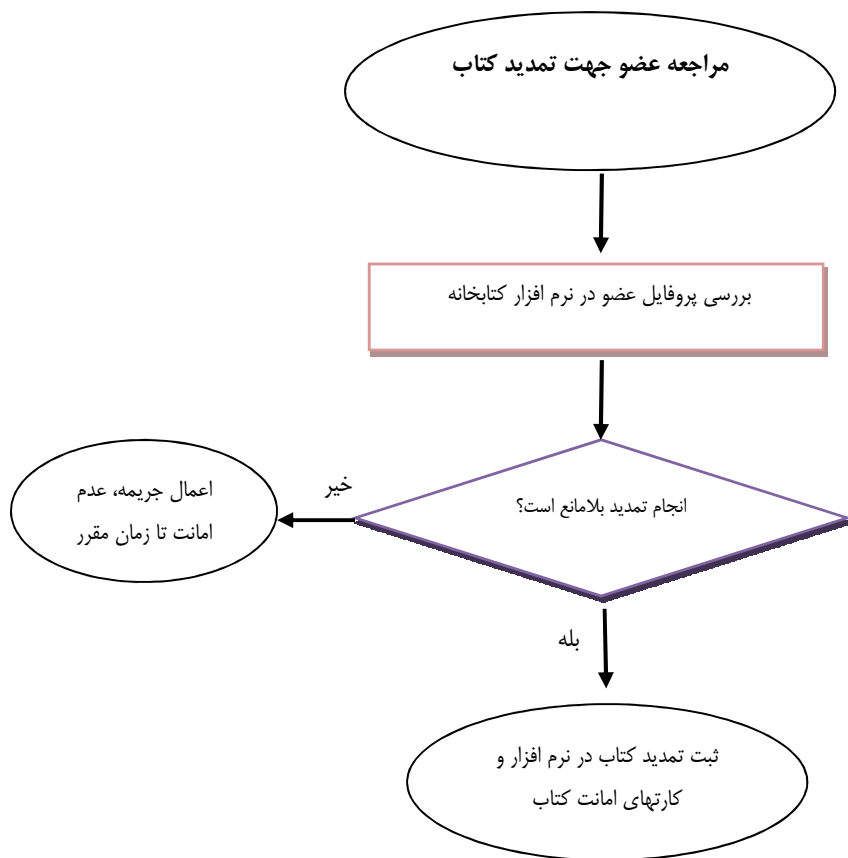 مراجعه عضو جهت تمدید کتاب
بررسی پروفایل عضو در نرم افزار کتابخانه
انجام تمدید بلامانع است؟
خیر
اعمال جریمه، عدم
امانت تا زمان مقرر
بله
ثبت تمدید کتاب در نرم افزار و
کارتهای امانت کتاب